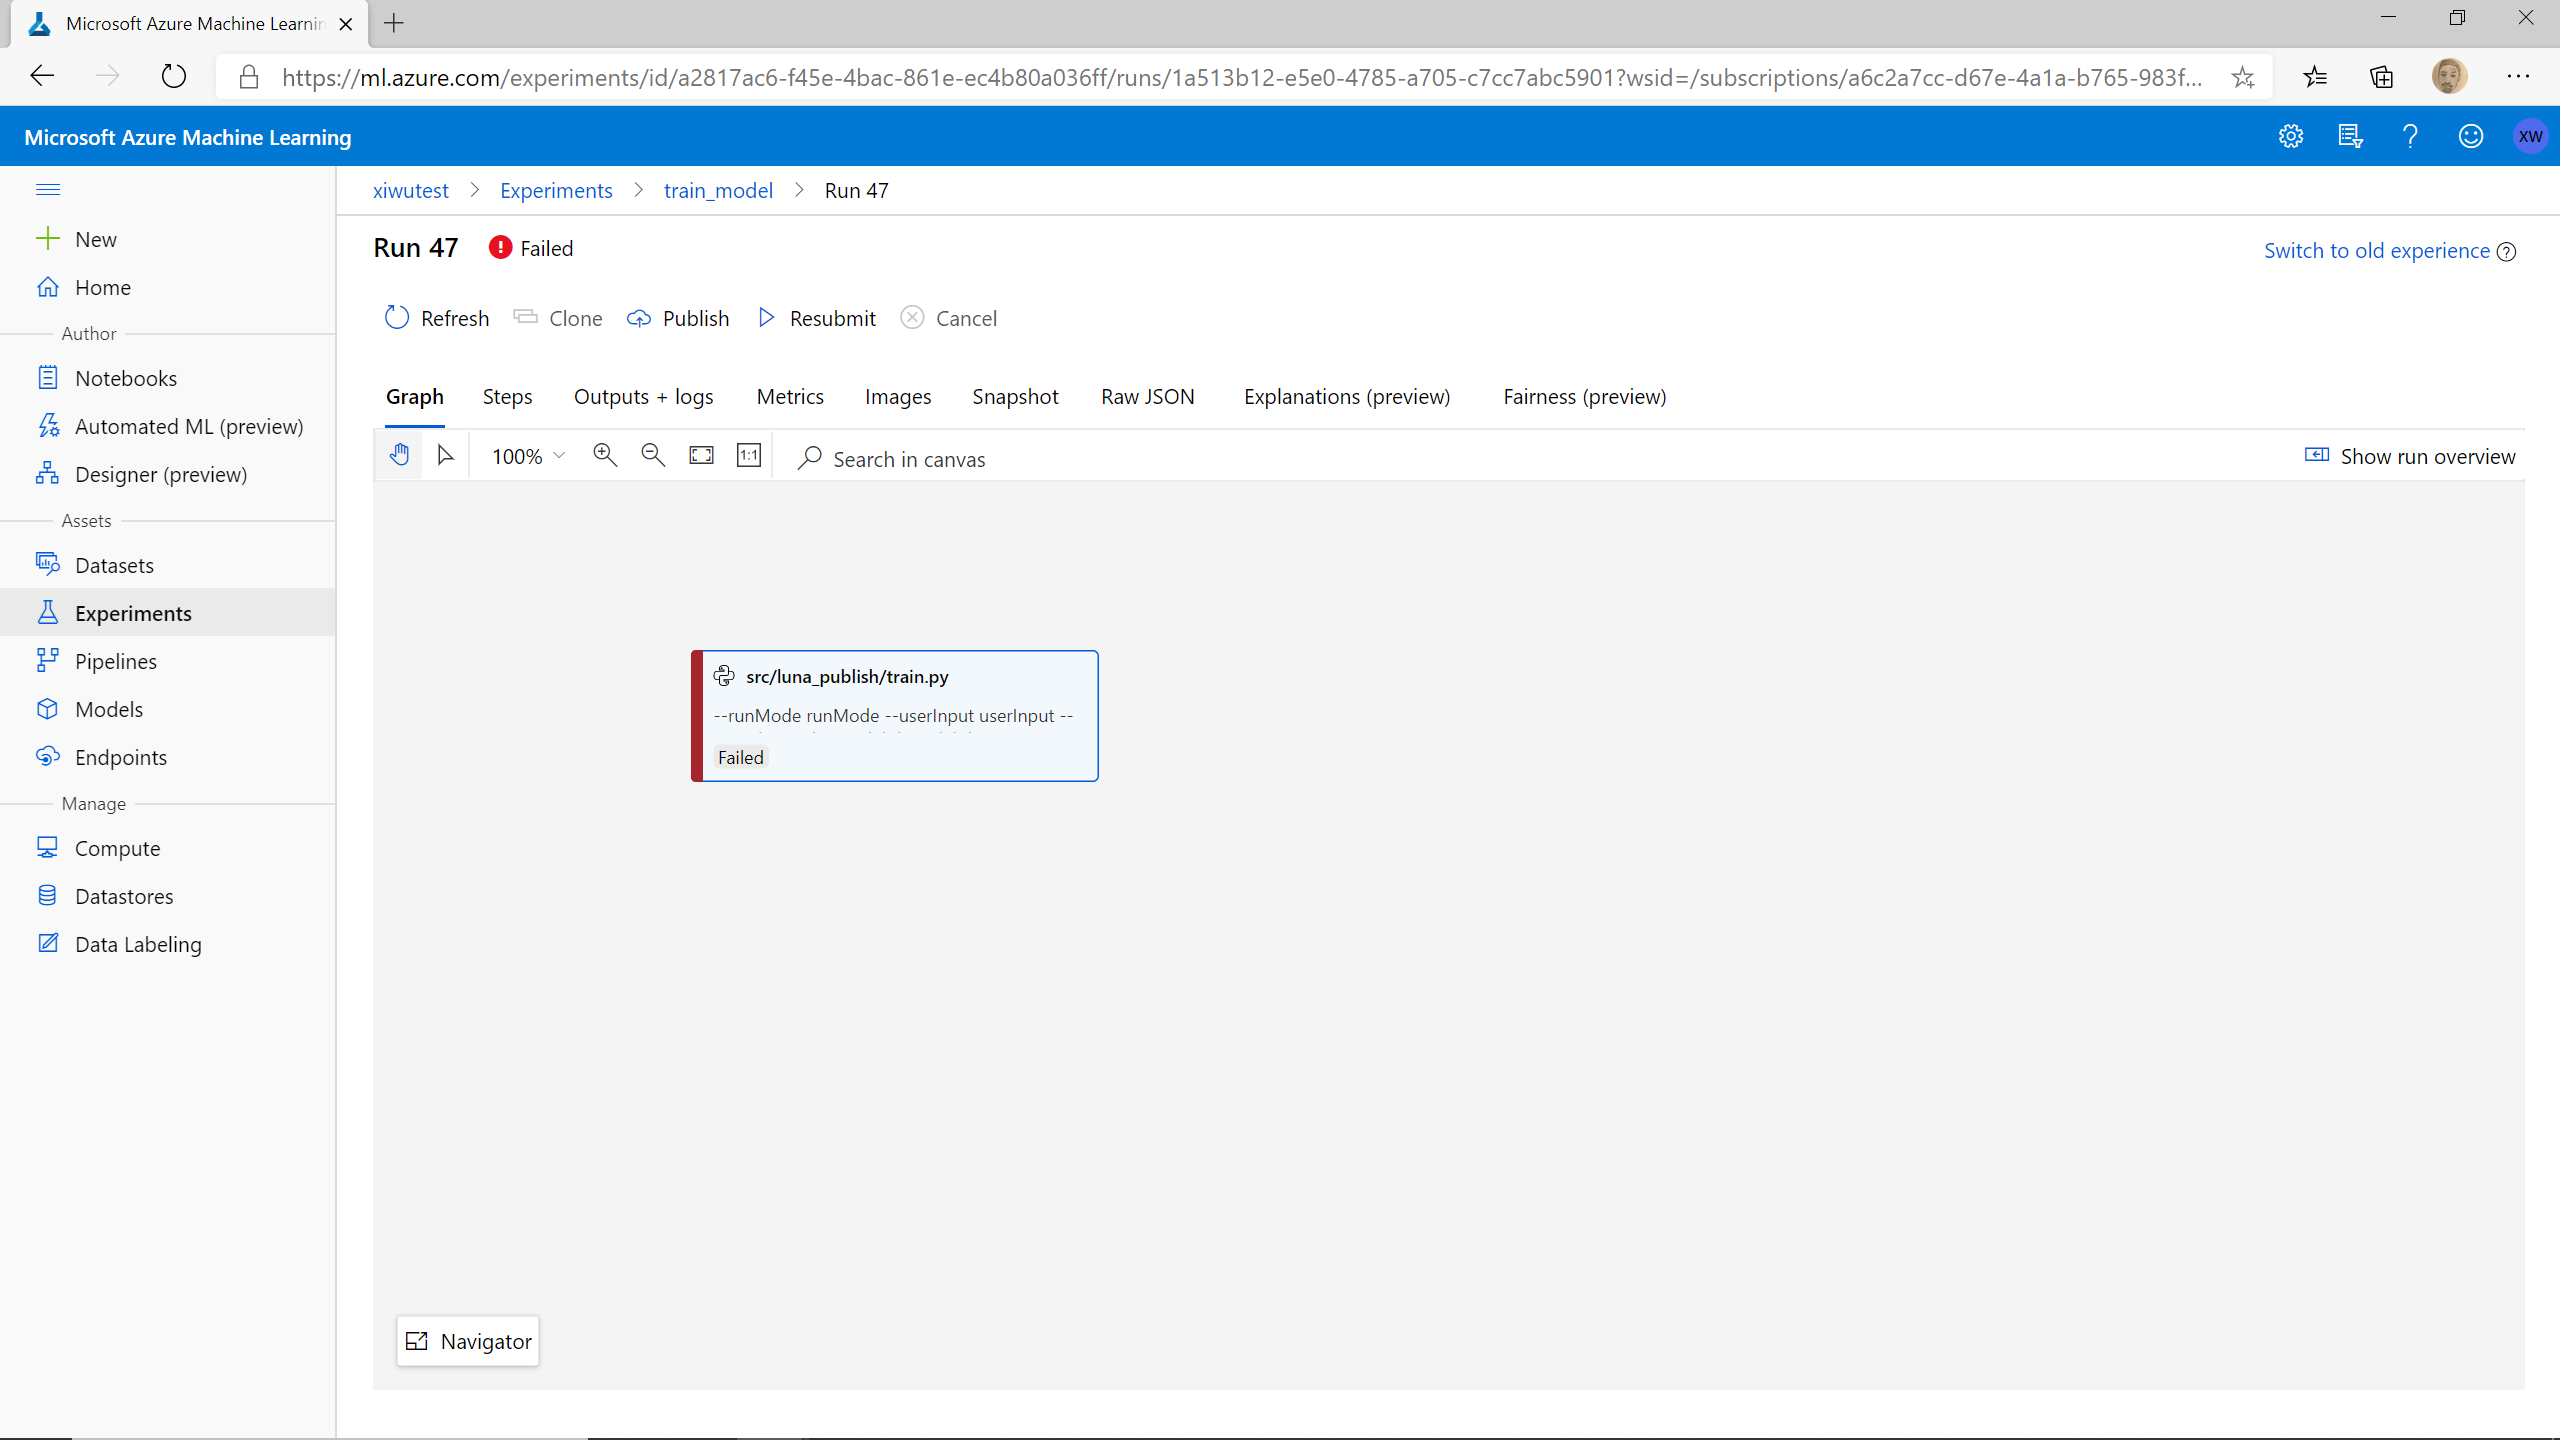 Microsoft Azure Machine Learnin
https://ml.azure.com/experiments/id/a2817ac6-f45e-4bac-861e-ec4b80a036ff/runs/1a513b12-e5e0-4785-a705-c7cc7abc5901?wsid=/subscriptions/a6c2a7cc-d67e-4a1a-b765-983f...
Microsoft Azure Machine Learning
XW
New
Home
Author
Notebooks
Automated ML (preview)
Designer (preview)
Assets
Datasets
Experiments
Pipelines
Models
Endpoints
Manage
Compute
Datastores
Data Labeling
xiwutest > Experiments > train_model > Run 47
Run 47 Failed
Switch to old experience
Refresh Clone Publish Resubmit Cancel
Graph Steps Outputs + logs Metrics Images Snapshot Raw JSON Explanations (preview) Fairness (preview)
100% 1:1 Search in canvas Show run overview
src/luna_publish/train.py
--runMode runMode --userInput userInput --
Failed
Navigator